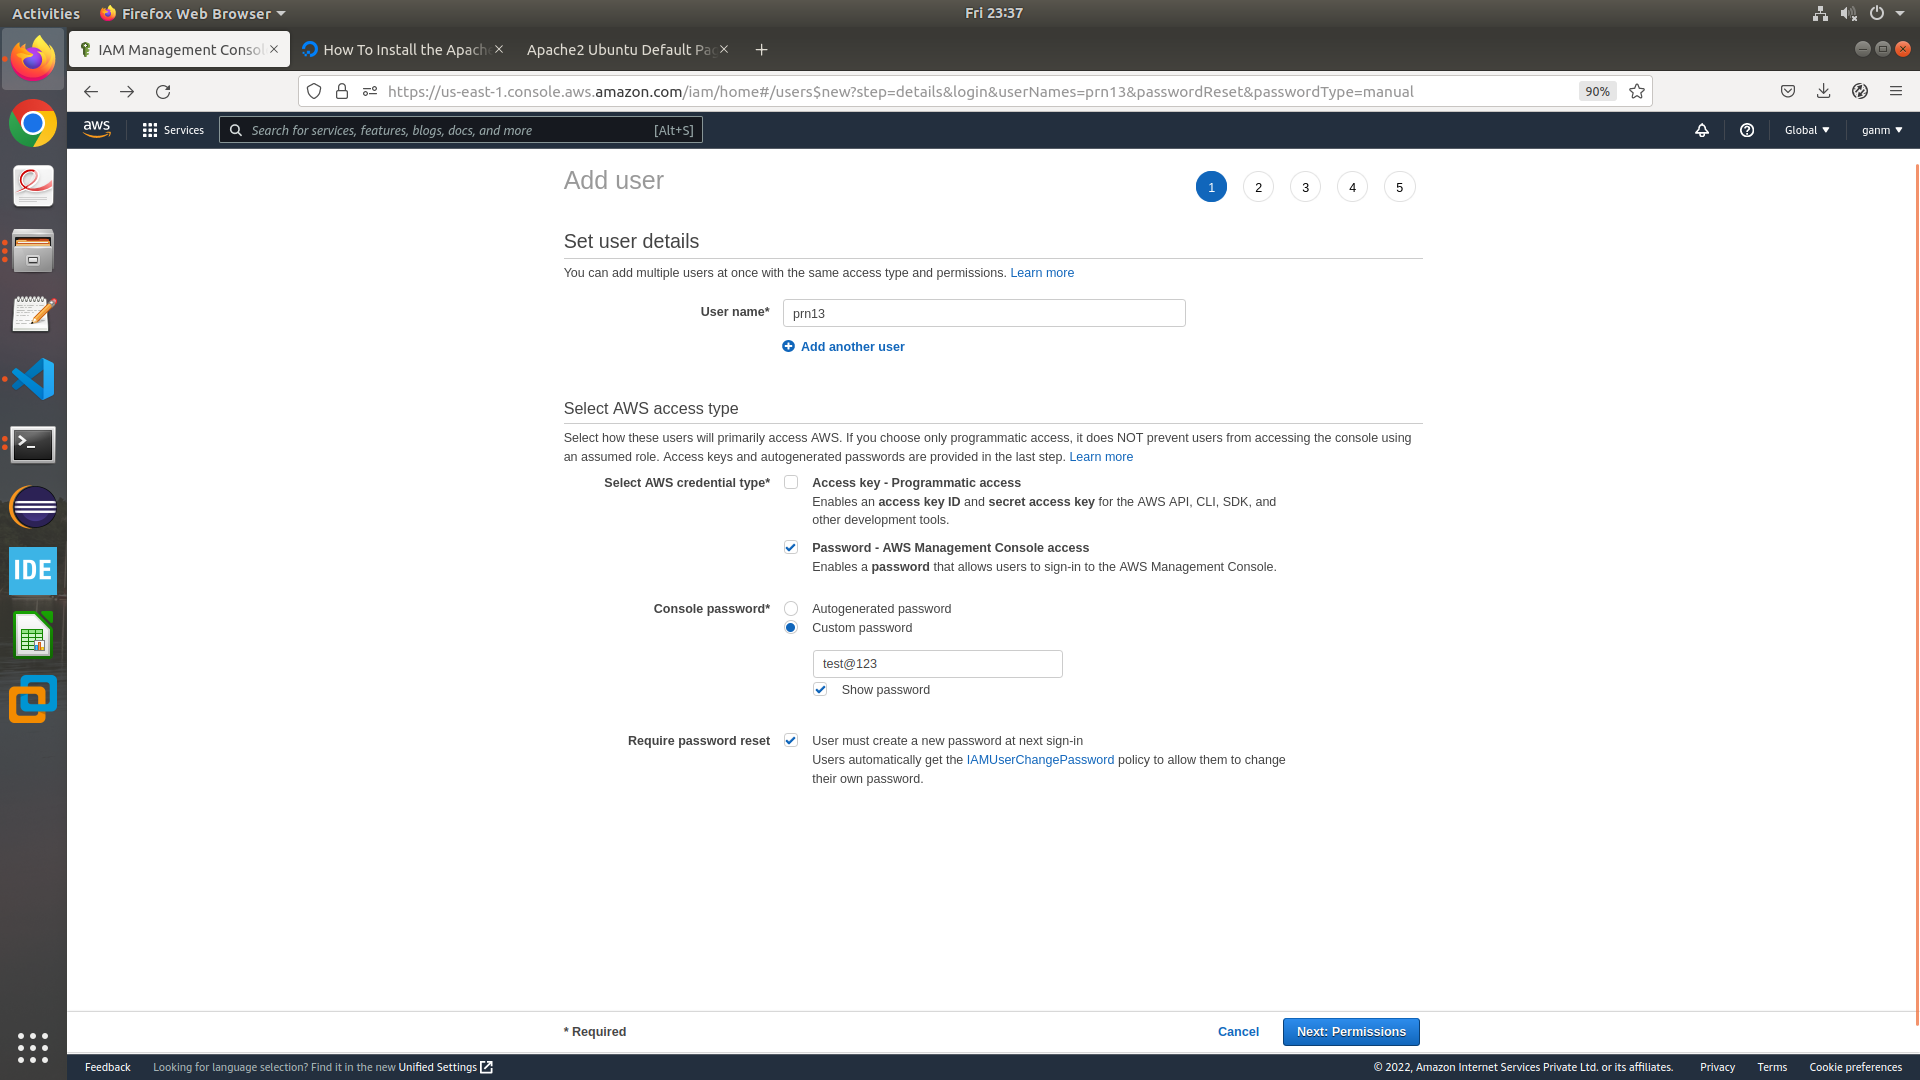 Activities
Firefox Web Browser
Fri 23:37
IAM Management Consol
How To Install the Apache
Apache2 Ubuntu Default Pag
https://us-east-1.console.aws.amazon.com/iam/home#/users$new?step=details&login&userNames=prn13&passwordReset&passwordType=manual
90%
aws
Services
Search for services, features, blogs, docs, and more
[Alt+S]
Global
ganm
Add user
1
2
3
4
5
Set user details
You can add multiple users at once with the same access type and permissions. Learn more
User name*
prn13
Add another user
Select AWS access type
Select how these users will primarily access AWS. If you choose only programmatic access, it does NOT prevent users from accessing the console using
an assumed role. Access keys and autogenerated passwords are provided in the last step. Learn more
Select AWS credential type*
Access key - Programmatic access
Enables an access key ID and secret access key for the AWS API, CLI, SDK, and
other development tools.
Password - AWS Management Console access
Enables a password that allows users to sign-in to the AWS Management Console.
Console password*
Autogenerated password
Custom password
test@123
Show password
Require password reset
User must create a new password at next sign-in
Users automatically get the IAMUserChangePassword policy to allow them to change
their own password.
IDE
* Required
Cancel
Next: Permissions
Feedback
Looking for language selection? Find it in the new Unified Settings
© 2022, Amazon Internet Services Private Ltd. or its affiliates.
Privacy
Terms
Cookie preferences